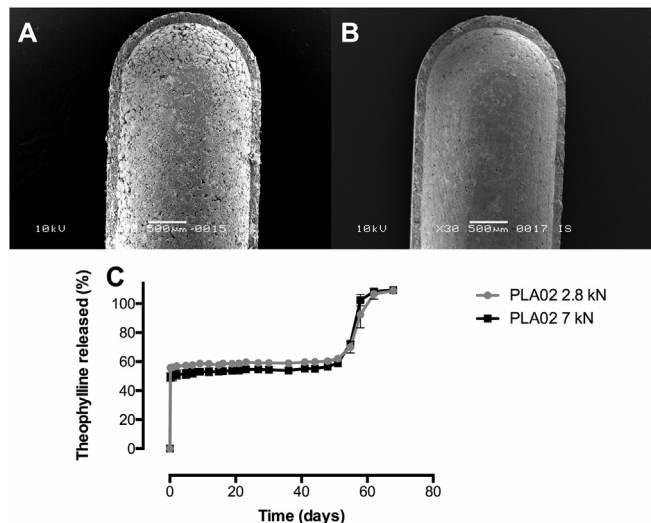 A
B
10kV 500µm 0015
10kV X30 500µm 0017 IS
C
Theophylline released (%)
100
80
60
40
20
0
0 20 40 60 80
Time (days)
PLA02 2.8 kN
PLA02 7 kN